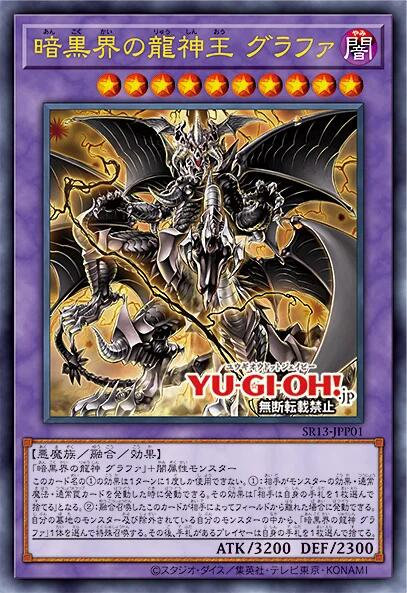 暗黒界の龍神王 グラファ 闇
YU-GI-OH!.jp
無断転載禁止
SR13-JPP01
【悪魔族/融合/効果】
「暗黒界の龍神 グラファ」+闇属性モンスター
このカード名の①の効果は1ターンに1度しか使用できない。①:相手がモンスターの効果・通常
魔法・通常罠カードを発動した時に発動できる。その効果は「相手は自身の手札を1枚選んで
捨てる」となる。②:融合召喚したこのカードが相手によってフィールドから離れた場合に発動できる。
自分の墓地のモンスター及び除外されている自分のモンスターの中から、「暗黒界の龍神 グラ
ファ」1体を選んで特殊召喚する。その後、手札があるプレイヤーは自身の手札を1枚選んで捨てる。
ATK/3200 DEF/2300
©スタジオ・ダイス/集英社・テレビ東京・KONAMI